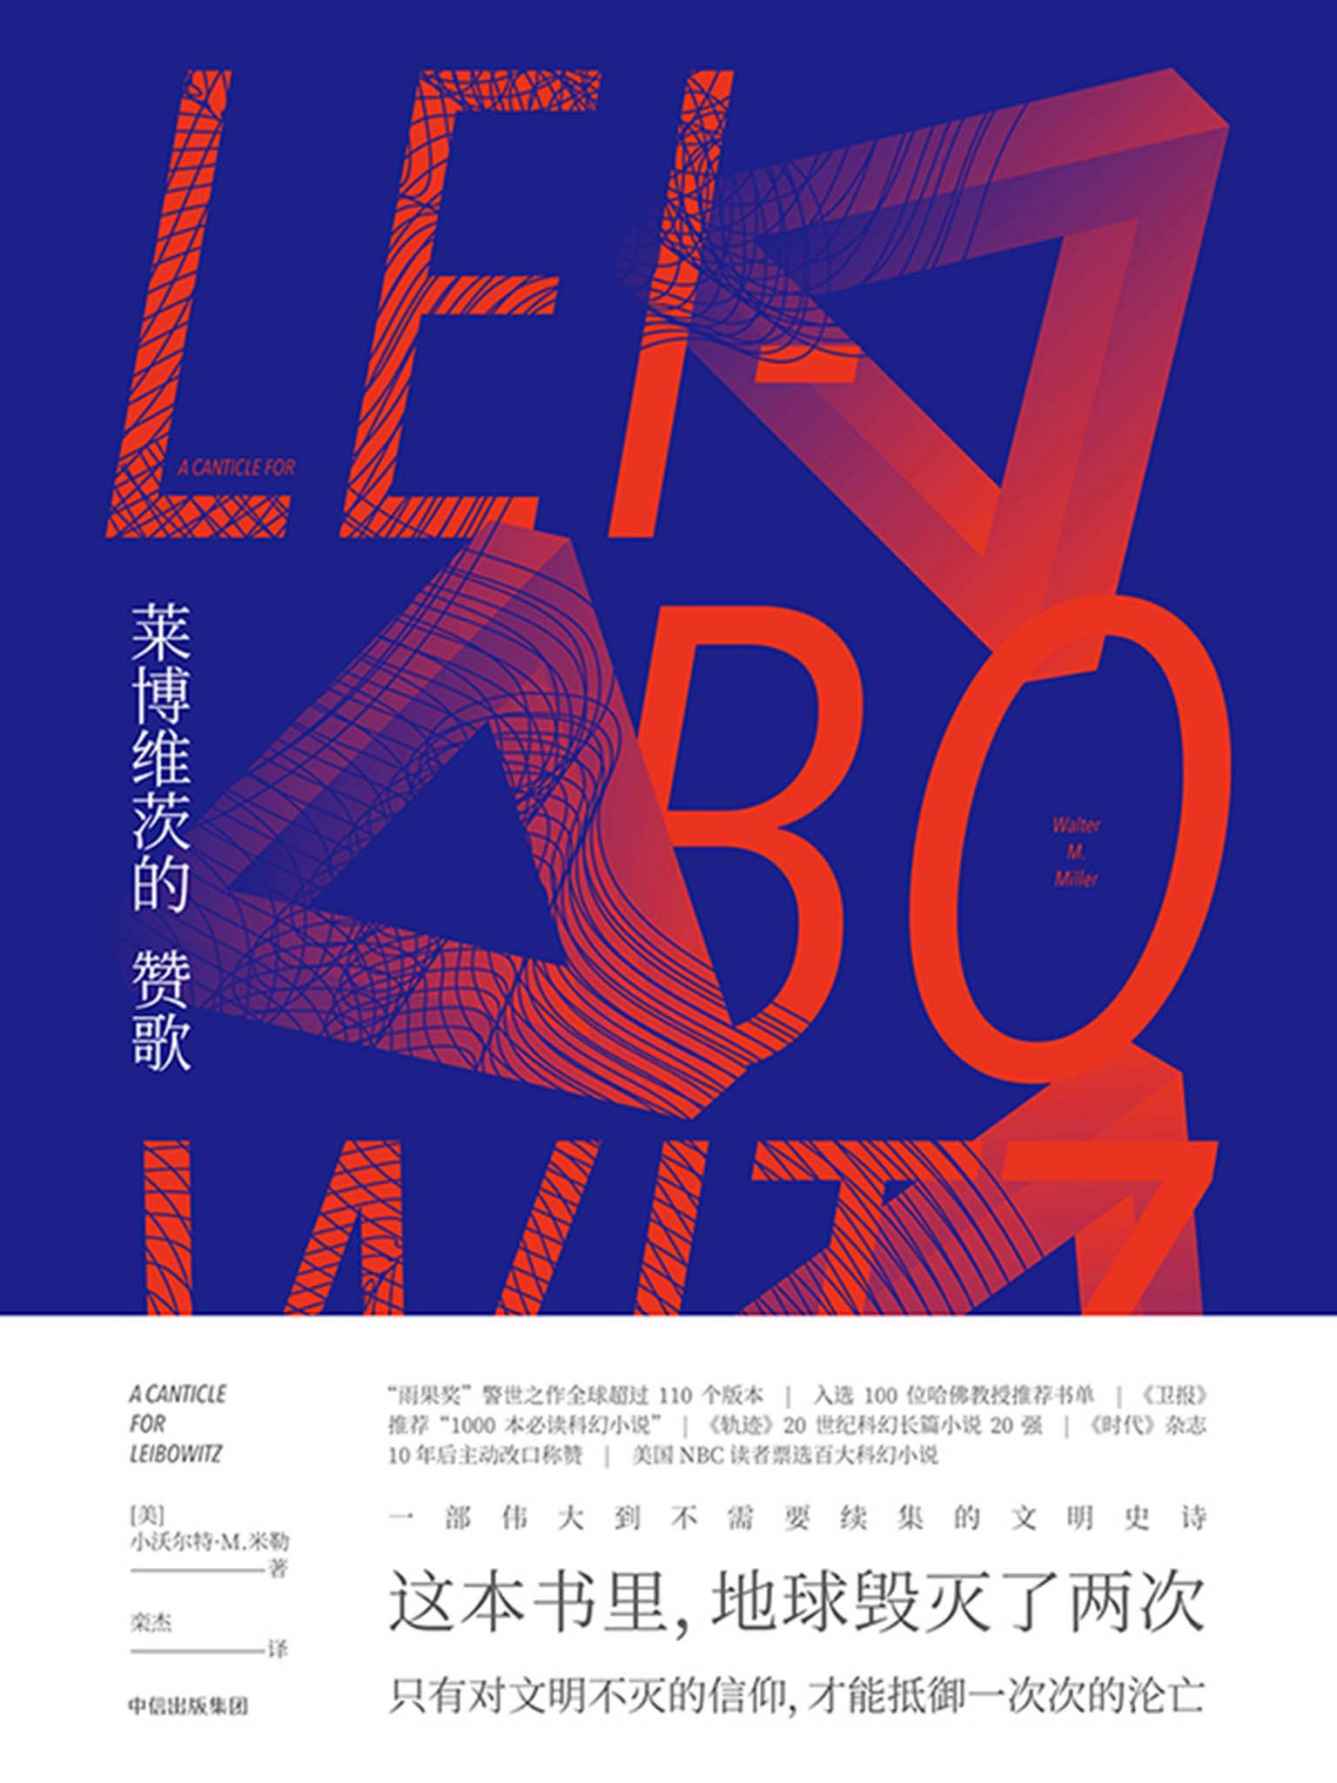 LEI
A CANTICLE FOR
莱博维茨的 赞歌
BO
Walter
M.
Miller
WITZ
A CANTICLE
FOR
LEIBOWITZ
[美]
小沃尔特·M.米勒
著
栾杰
译
中信出版集团
“雨果奖”警世之作全球超过 110 个版本 | 入选 100 位哈佛教授推荐书单 | 《卫报》
推荐“1000 本必读科幻小说” | 《轨迹》20 世纪科幻长篇小说 20 强 | 《时代》杂志
10 年后主动改口称赞 | 美国 NBC 读者票选百大科幻小说
一部伟大到不需要续集的文明史诗
这本书里，地球毁灭了两次
只有对文明不灭的信仰，才能抵御一次次的沦亡